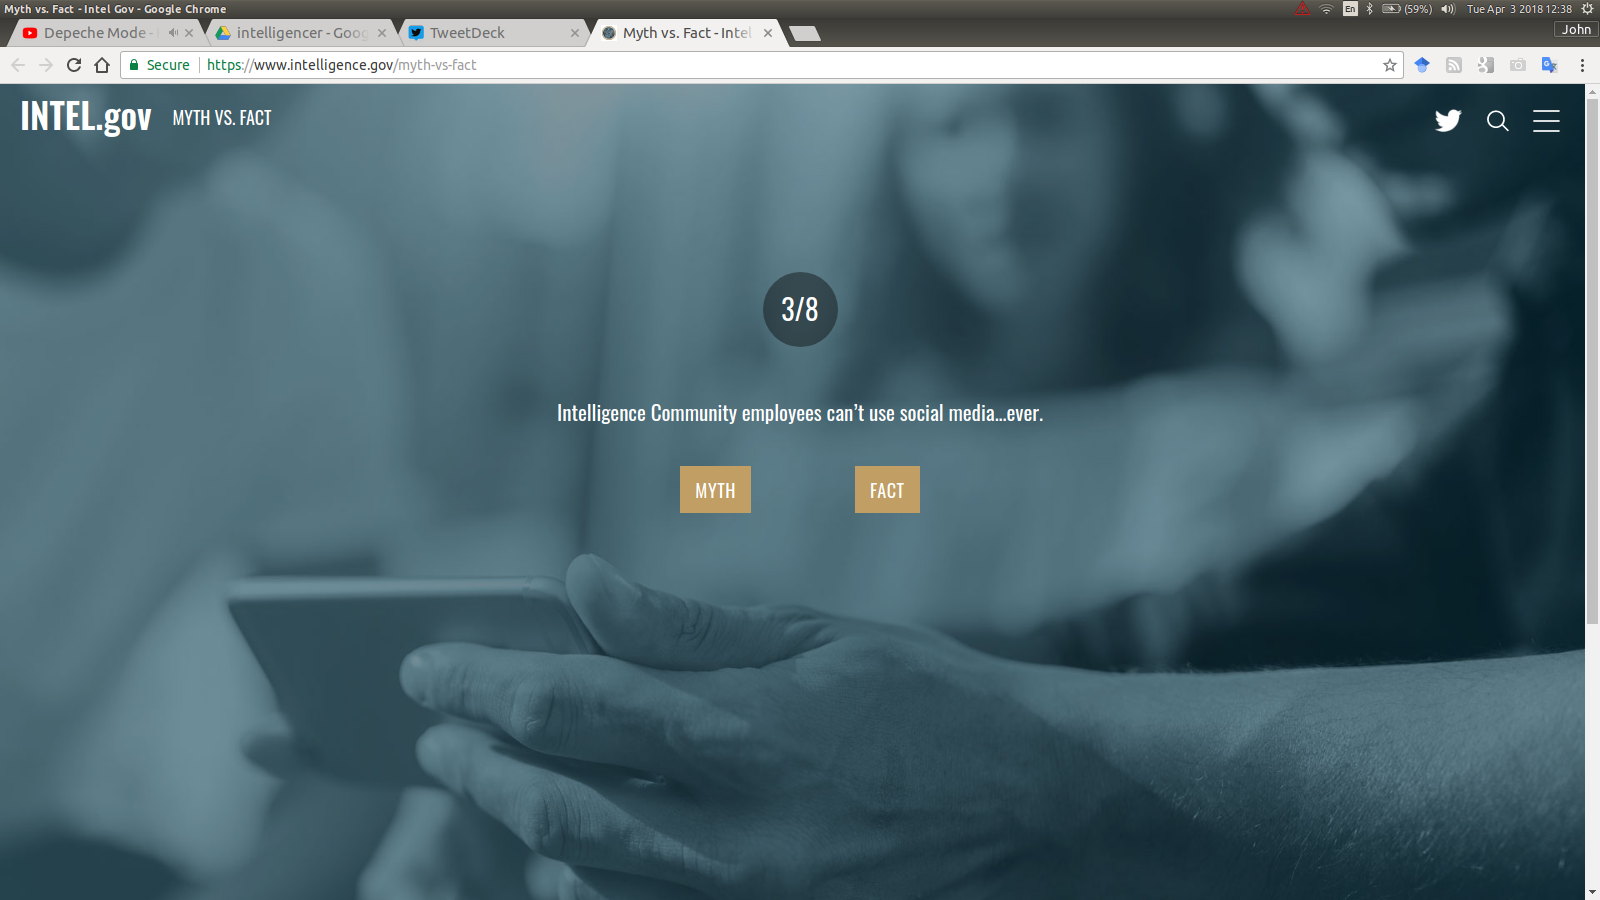 Myth vs. Fact - Intel Gov - Google Chrome
En
(59%)
Tue Apr 3 2018 12:38
Depeche Mode -
intelligencer - Goog
TweetDeck
Myth vs. Fact - Intel
John
Secure
https://www.intelligence.gov/myth-vs-fact
INTEL.gov
MYTH VS. FACT
3/8
Intelligence Community employees can’t use social media...ever.
MYTH
FACT